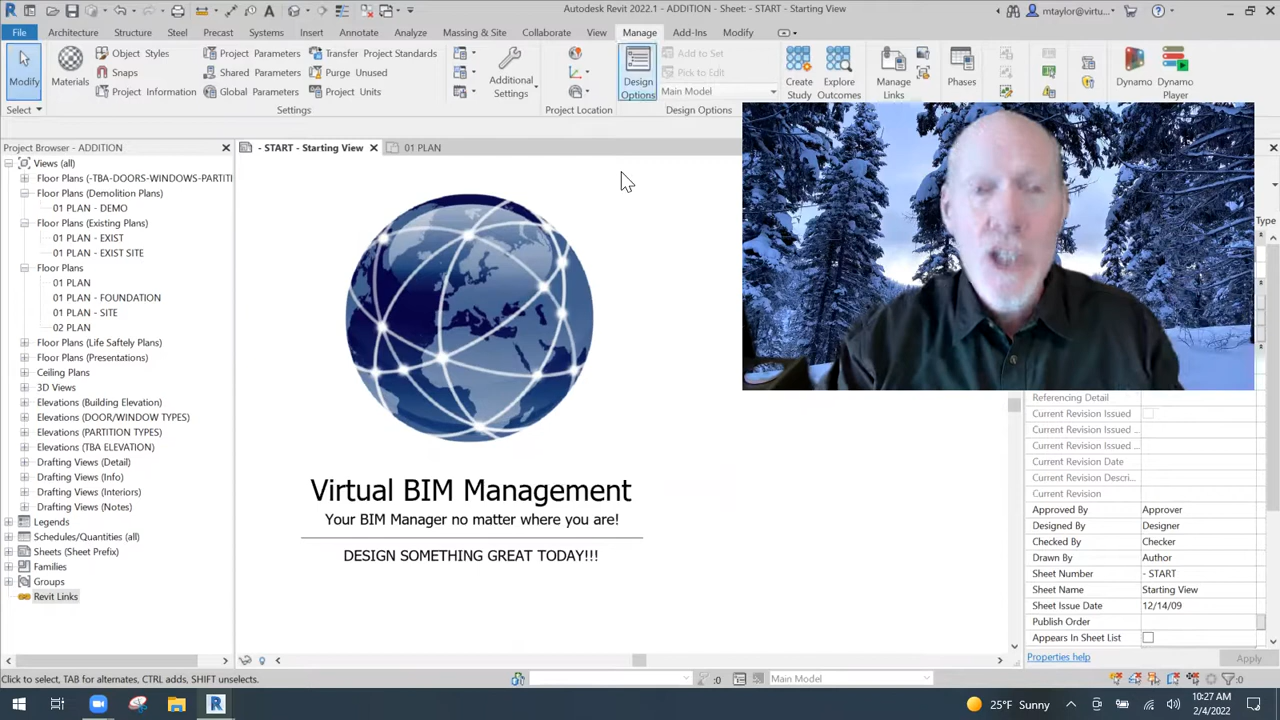 Autodesk Revit 2022.1 - ADDITION - Sheet: - START - Starting View
mtaylor@virtu...
File Architecture Structure Steel Precast Systems Insert Annotate Analyze Massing & Site Collaborate View Manage Add-Ins Modify
Modify
Materials
Object Styles
Snaps
Project Information
Project Parameters
Shared Parameters
Global Parameters
Transfer Project Standards
Purge Unused
Project Units
Additional
Settings
Design
Options
Add to Set
Pick to Edit
Main Model
Create
Study
Explore
Outcomes
Manage
Links
Phases
Dynamo
Dynamo
Player
Select
Settings
Project Location
Design Options
Project Browser - ADDITION
- START - Starting View
01 PLAN
Views (all)
Floor Plans (-TBA-DOORS-WINDOWS-PARTITI
Floor Plans (Demolition Plans)
01 PLAN - DEMO
Floor Plans (Existing Plans)
01 PLAN - EXIST
01 PLAN - EXIST SITE
Floor Plans
01 PLAN
01 PLAN - FOUNDATION
01 PLAN - SITE
02 PLAN
Floor Plans (Life Saftely Plans)
Floor Plans (Presentations)
Ceiling Plans
3D Views
Elevations (Building Elevation)
Elevations (DOOR/WINDOW TYPES)
Elevations (PARTITION TYPES)
Elevations (TBA ELEVATION)
Drafting Views (Detail)
Drafting Views (Info)
Drafting Views (Interiors)
Drafting Views (Notes)
Legends
Schedules/Quantities (all)
Sheets (Sheet Prefix)
Families
Groups
Revit Links
Virtual BIM Management
Your BIM Manager no matter where you are!
DESIGN SOMETHING GREAT TODAY!!!
Referencing Detail
Current Revision Issued
Current Revision Issued ...
Current Revision Issued ...
Current Revision Date
Current Revision Descri...
Current Revision
Approved By Approver
Designed By Designer
Checked By Checker
Drawn By Author
Sheet Number - START
Sheet Name Starting View
Sheet Issue Date 12/14/09
Publish Order
Appears In Sheet List
Properties help
Apply
Click to select, TAB for alternates, CTRL adds, SHIFT unselects.
:0
Main Model
:0
25°F Sunny
10:27 AM
2/4/2022